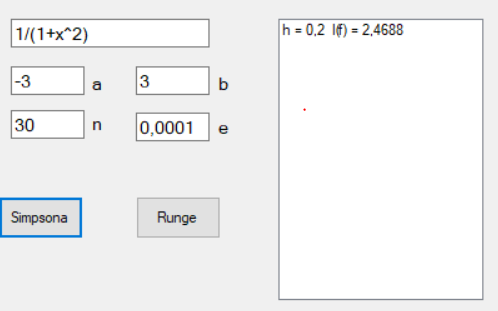 1/(1+x^2)
-3 a 3 b
30 n 0,0001 e
Simpsona Runge
h = 0,2 I(f) = 2,4688